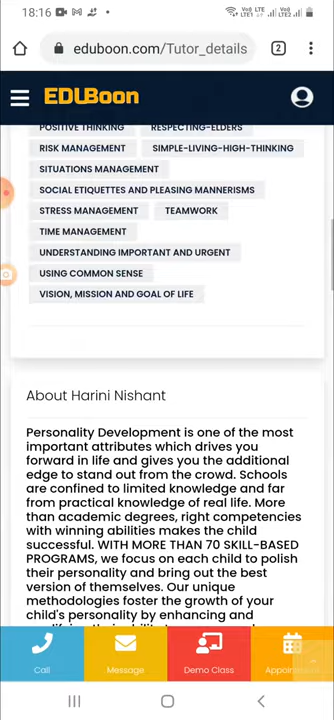 18:16
Vo)) LTE LTE1 Vo)) LTE2
eduboon.com/Tutor_details
2
EDUBoon
POSITIVE THINKING RESPECTING-ELDERS
RISK MANAGEMENT SIMPLE-LIVING-HIGH-THINKING
SITUATIONS MANAGEMENT
SOCIAL ETIQUETTES AND PLEASING MANNERISMS
STRESS MANAGEMENT TEAMWORK
TIME MANAGEMENT
UNDERSTANDING IMPORTANT AND URGENT
USING COMMON SENSE
VISION, MISSION AND GOAL OF LIFE
About Harini Nishant
Personality Development is one of the most
important attributes which drives you
forward in life and gives you the additional
edge to stand out from the crowd. Schools
are confined to limited knowledge and far
from practical knowledge of real life. More
than academic degrees, right competencies
with winning abilities makes the child
successful. WITH MORE THAN 70 SKILL-BASED
PROGRAMS, we focus on each child to polish
their personality and bring out the best
version of themselves. Our unique
methodologies foster the growth of your
child's personality by enhancing and
Call Message Demo Class